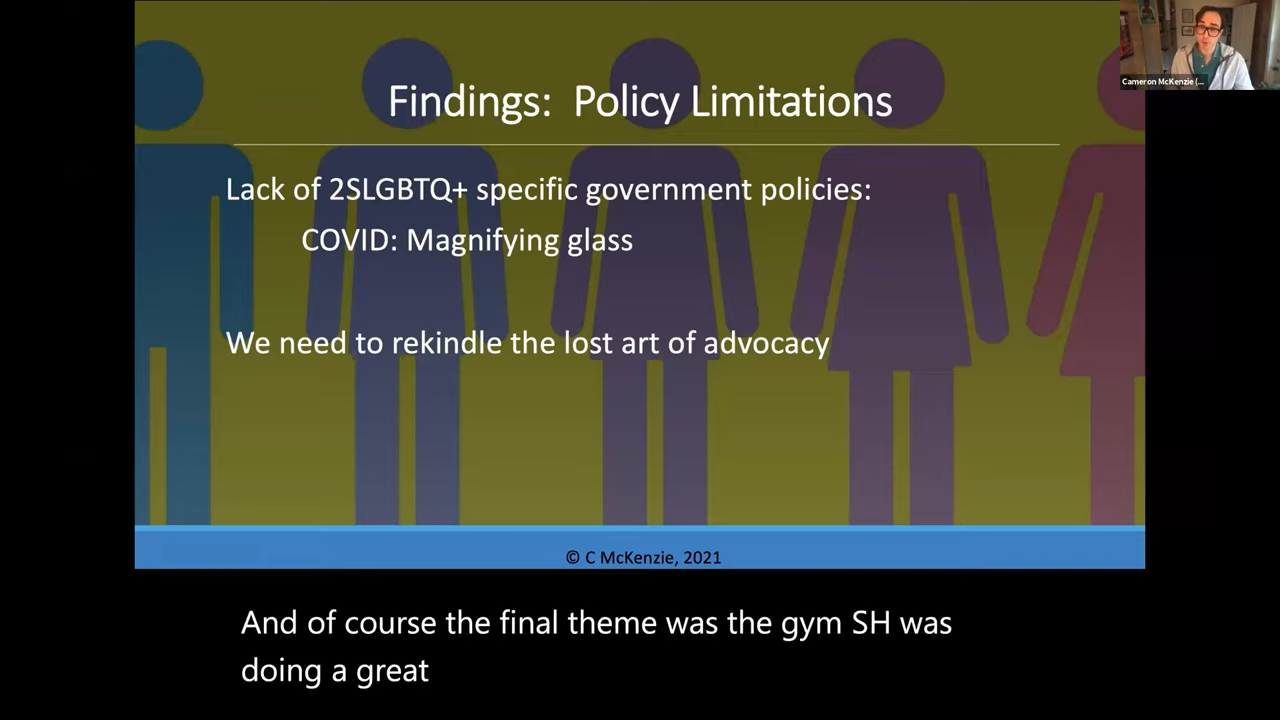 Cameron McKenzie (...
Findings: Policy Limitations
Lack of 2SLGBTQ+ specific government policies:
COVID: Magnifying glass
We need to rekindle the lost art of advocacy
© C McKenzie, 2021
And of course the final theme was the gym SH was
doing a great